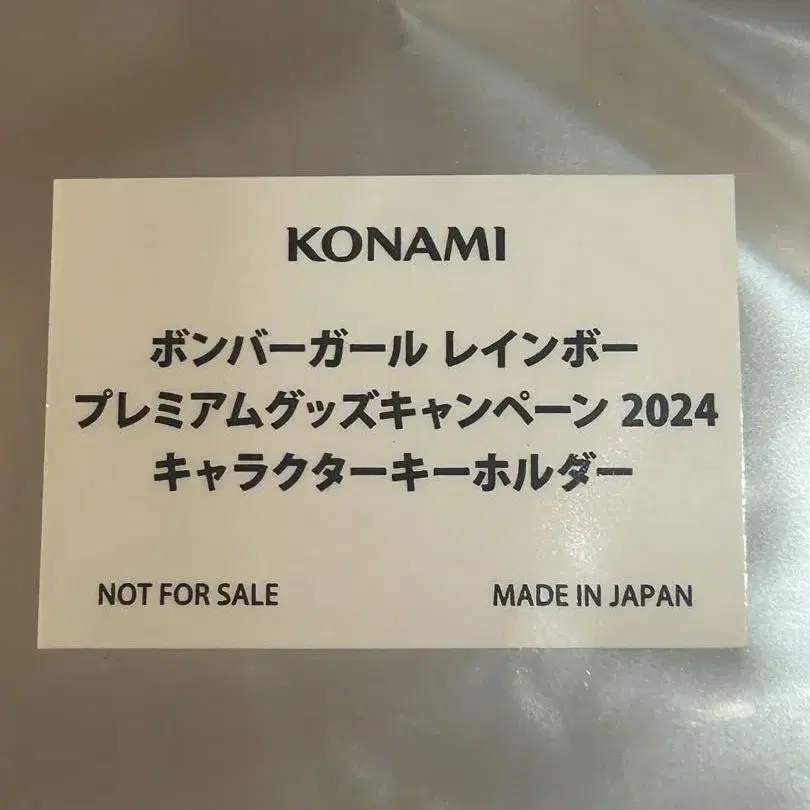 KONAMI
ボンバーガール レインボー
プレミアムグッズキャンペーン 2024
キャラクターキーホルダー
NOT FOR SALE
MADE IN JAPAN